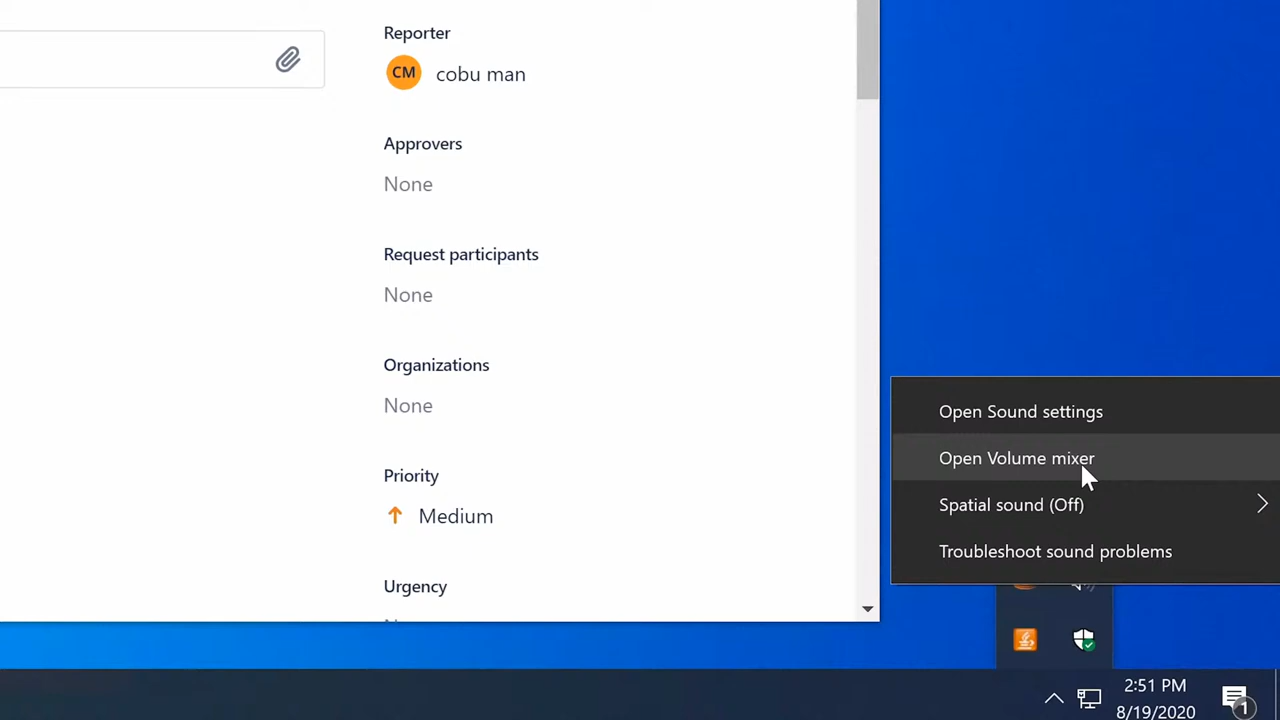 Reporter
CM cobu man
Approvers
None
Request participants
None
Organizations
None
Priority
Medium
Urgency
Open Sound settings
Open Volume mixer
Spatial sound (Off)
Troubleshoot sound problems
2:51 PM
8/19/2020
1